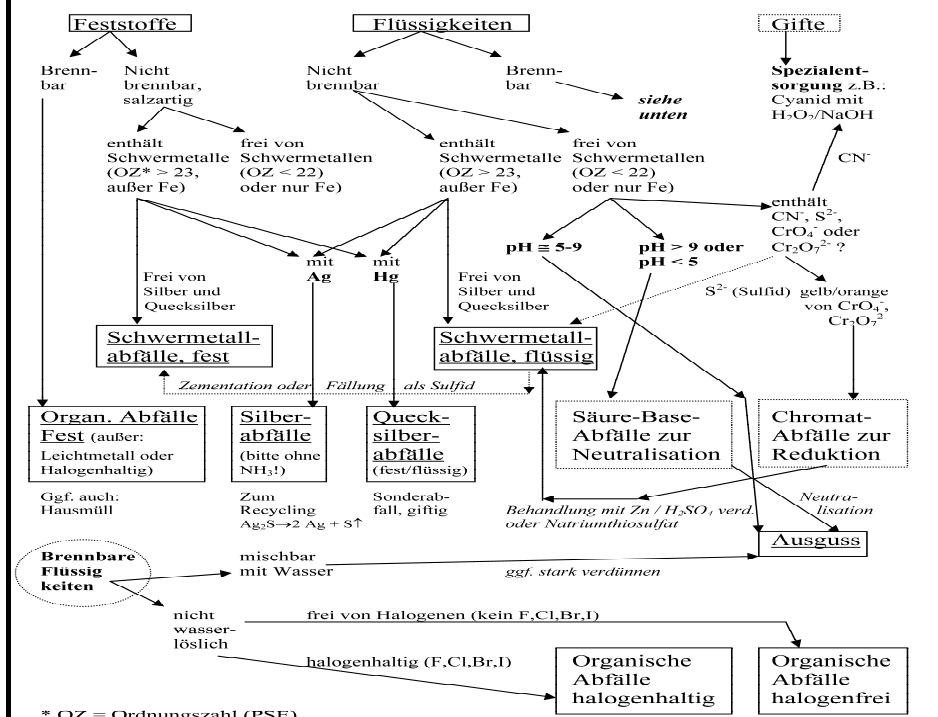 Feststoffe
Flüssigkeiten
Gifte
Brenn-
bar
Nicht
brennbar,
salzartig
Nicht
brennbar
Brenn-
bar
siehe
unten
Spezialent-
sorgung z.B.:
Cyanid mit
H₂O₂/NaOH
enthält
Schwermetalle
(OZ* > 23,
außer Fe)
frei von
Schwermetallen
(OZ < 22)
oder nur Fe)
enthält
Schwermetalle
(OZ > 23,
außer Fe)
frei von
Schwermetallen
(OZ < 22)
oder nur Fe)
CN⁻
enthält
CN⁻, S²⁻,
CrO₄⁻ oder
Cr₂O₇²⁻ ?
pH ≅ 5-9
pH > 9 oder
pH < 5
mit
Ag
mit
Hg
Frei von
Silber und
Quecksilber
Frei von
Silber und
Quecksilber
S²⁻ (Sulfid)
gelb/orange
von CrO₄⁻,
Cr₂O₇²
Schwermetall-
abfälle, fest
Schwermetall-
abfälle, flüssig
Zementation oder Fällung als Sulfid
Organ. Abfälle
Fest (außer:
Leichtmetall oder
Halogenhaltig)
Silber-
abfälle
(bitte ohne
NH₃!)
Queck-
silber-
abfälle
(fest/flüssig)
Säure-Base-
Abfälle zur
Neutralisation
Chromat-
Abfälle zur
Reduktion
Ggf. auch:
Hausmüll
Zum
Recycling
Ag₂S→2 Ag + S↑
Sonderab-
fall, giftig
Behandlung mit Zn / H₂SO₄ verd.
oder Natriumthiosulfat
Neutra-
lisation
Ausguss
Brennbare
Flüssig
keiten
mischbar
mit Wasser
ggf. stark verdünnen
nicht
wasser-
löslich
frei von Halogenen (kein F,Cl,Br,I)
halogenhaltig (F,Cl,Br,I)
Organische
Abfälle
halogenhaltig
Organische
Abfälle
halogenfrei
* OZ = Ordnungszahl (PSE)